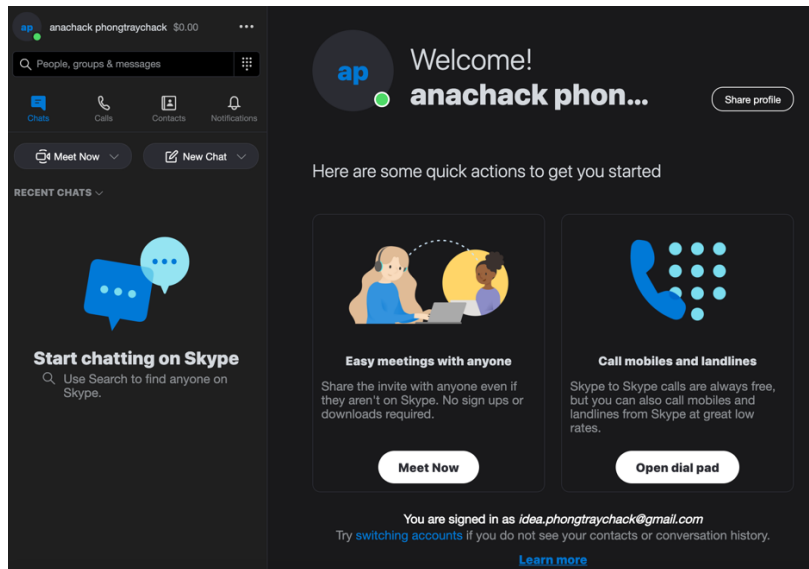 ap anachack phongtraychack $0.00
People, groups & messages
Chats Calls Contacts Notifications
Meet Now New Chat
RECENT CHATS
Start chatting on Skype
Use Search to find anyone on
Skype.
ap
Welcome!
anachack phon...
Share profile
Here are some quick actions to get you started
Easy meetings with anyone
Share the invite with anyone even if
they aren't on Skype. No sign ups or
downloads required.
Meet Now
Call mobiles and landlines
Skype to Skype calls are always free,
but you can also call mobiles and
landlines from Skype at great low
rates.
Open dial pad
You are signed in as idea.phongtraychack@gmail.com
Try switching accounts if you do not see your contacts or conversation history.
Learn more